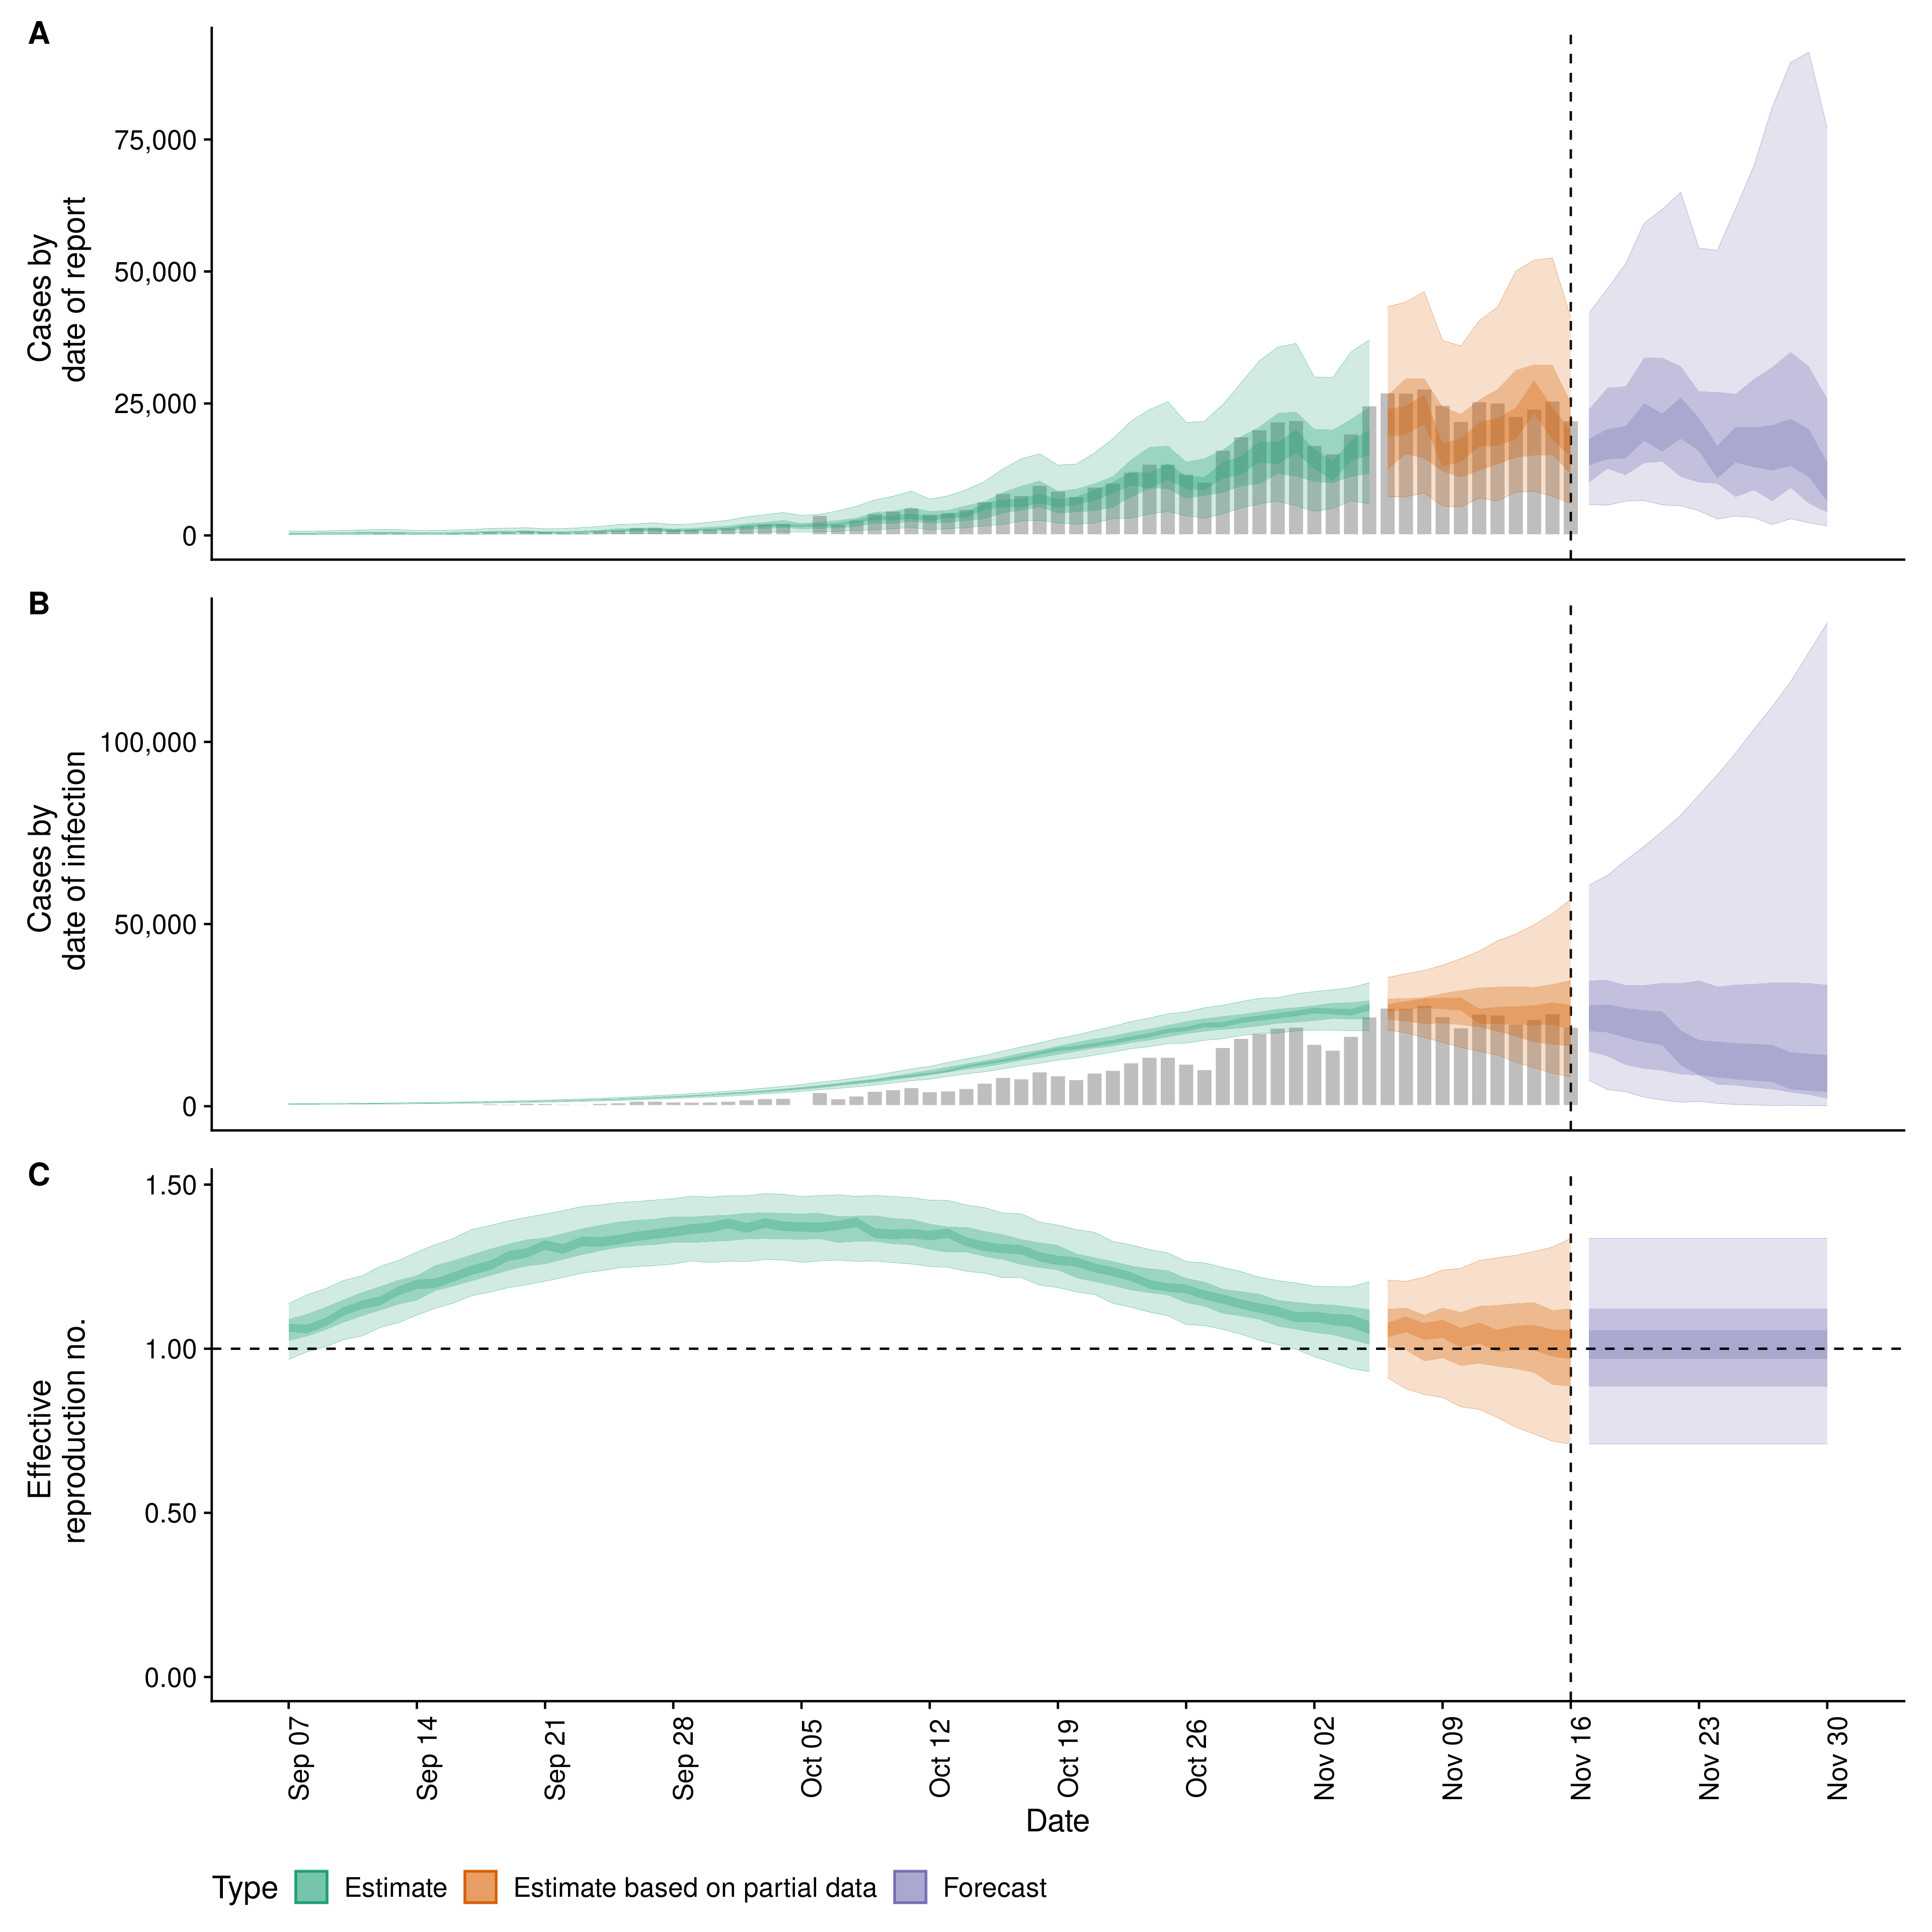 A
Cases by
date of report
75,000
50,000
25,000
0
B
Cases by
date of infection
100,000
50,000
0
C
Effective
reproduction no.
1.50
1.00
0.50
0.00
Sep 07
Sep 14
Sep 21
Sep 28
Oct 05
Oct 12
Oct 19
Oct 26
Nov 02
Nov 09
Nov 16
Nov 23
Nov 30
Date
Type Estimate Estimate based on partial data Forecast